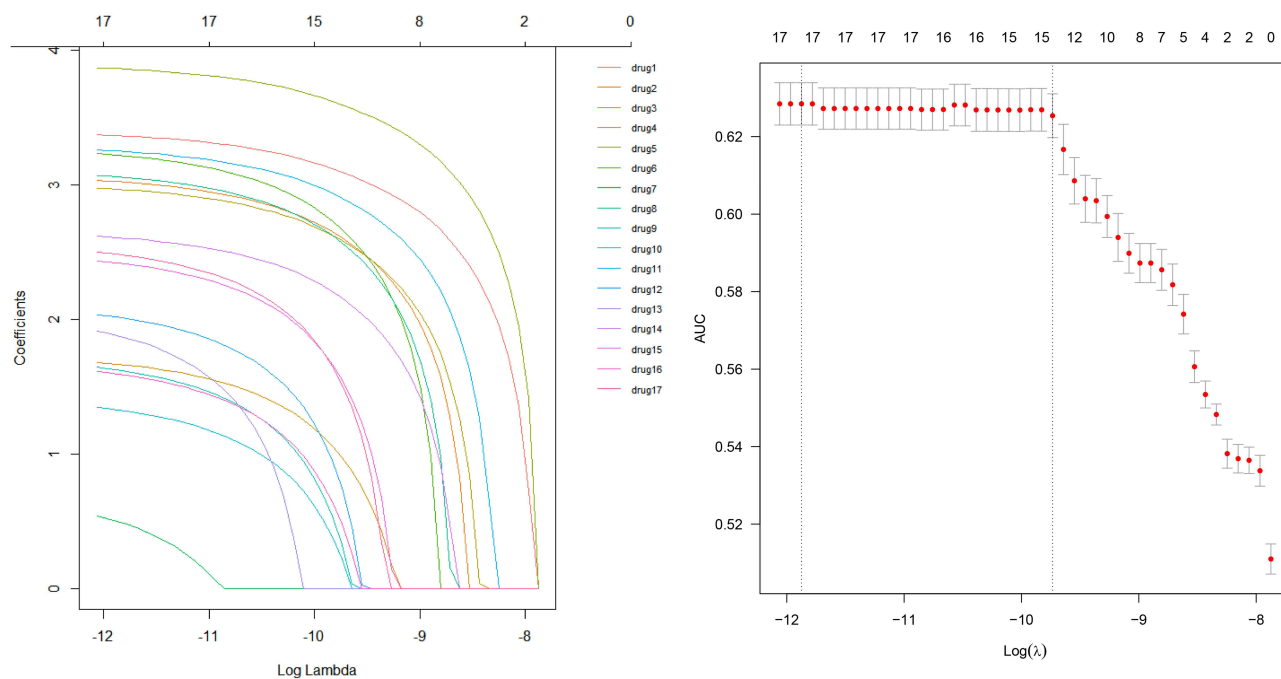 17 17 15 8 2 0
4
3
2
1
0
Coefficients
-12 -11 -10 -9 -8
Log Lambda
drug1
drug2
drug3
drug4
drug5
drug6
drug7
drug8
drug9
drug10
drug11
drug12
drug13
drug14
drug15
drug16
drug17
17 17 17 17 17 16 16 15 15 12 10 8 7 5 4 2 2 0
0.62
0.60
0.58
0.56
0.54
0.52
AUC
-12 -11 -10 -9 -8
Log(λ)